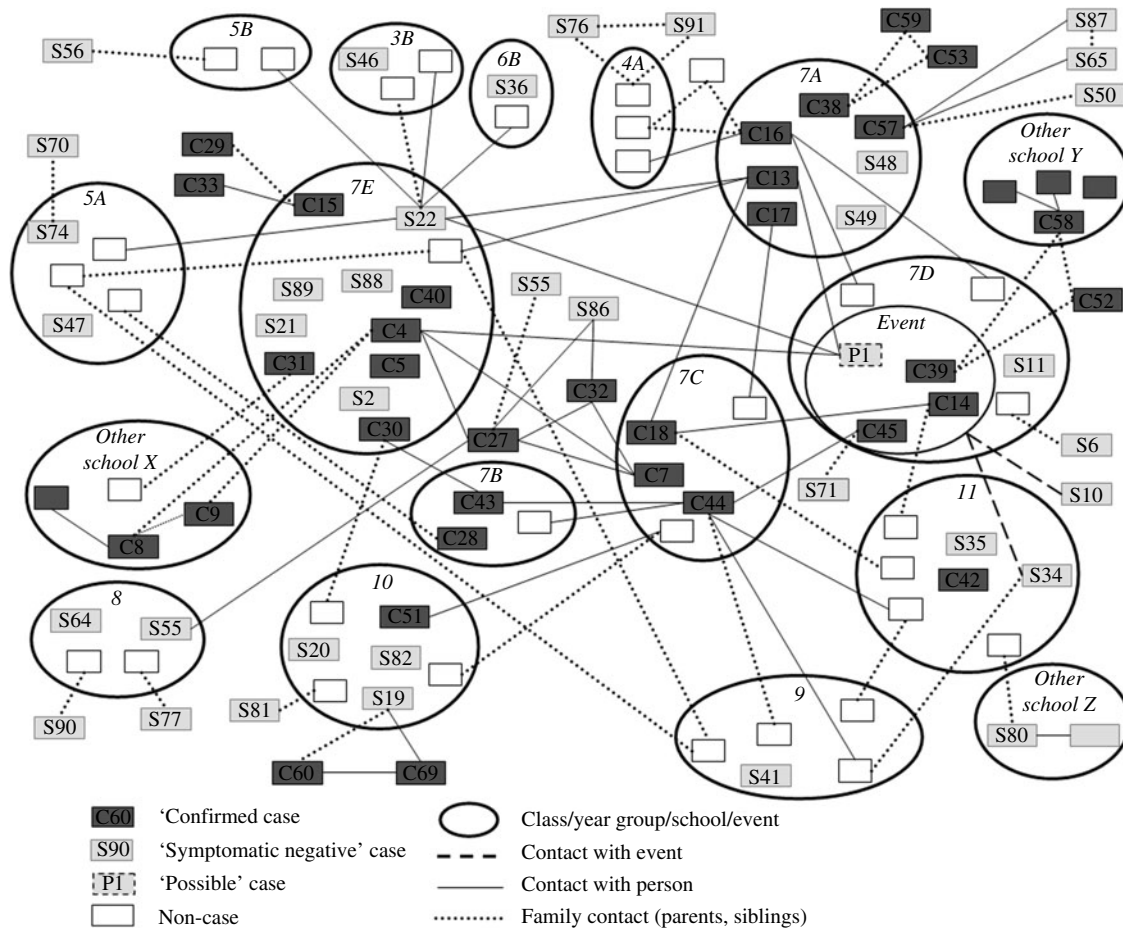 5B
3B
6B
4A
7A
S56
S46
S36
S76
S91
C59
C53
S87
S65
S50
C38
C57
C16
S48
C13
C17
S49
Other
school Y
C58
C52
S70
5A
S74
S47
C29
C33
C15
7E
S22
S89
S88
C40
S21
C4
C31
C5
S2
C30
S55
S86
C32
C27
7C
C18
C7
C44
7D
Event
P1
C39
S11
C14
C45
S6
S71
S10
Other
school X
C9
C8
7B
C43
C28
11
S35
C42
S34
8
S64
S55
S90
S77
10
C51
S20
S82
S19
S81
C60
C69
9
S41
Other
school Z
S80
C60 ‘Confirmed case
S90 ‘Symptomatic negative’ case
P1 ‘Possible’ case
Non-case
Class/year group/school/event
Contact with event
Contact with person
Family contact (parents, siblings)